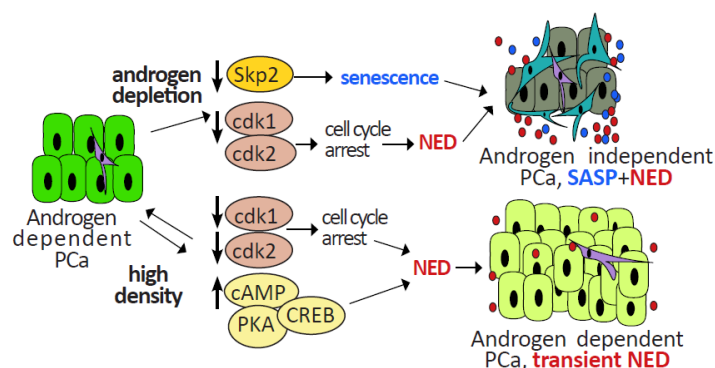 androgen
depletion
Skp2
senescence
cdk1
cdk2
cell cycle
arrest
NED
Androgen independent
PCa, SASP+NED
Androgen
dependent
PCa
high
density
cdk1
cdk2
cell cycle
arrest
cAMP
PKA
CREB
NED
Androgen dependent
PCa, transient NED